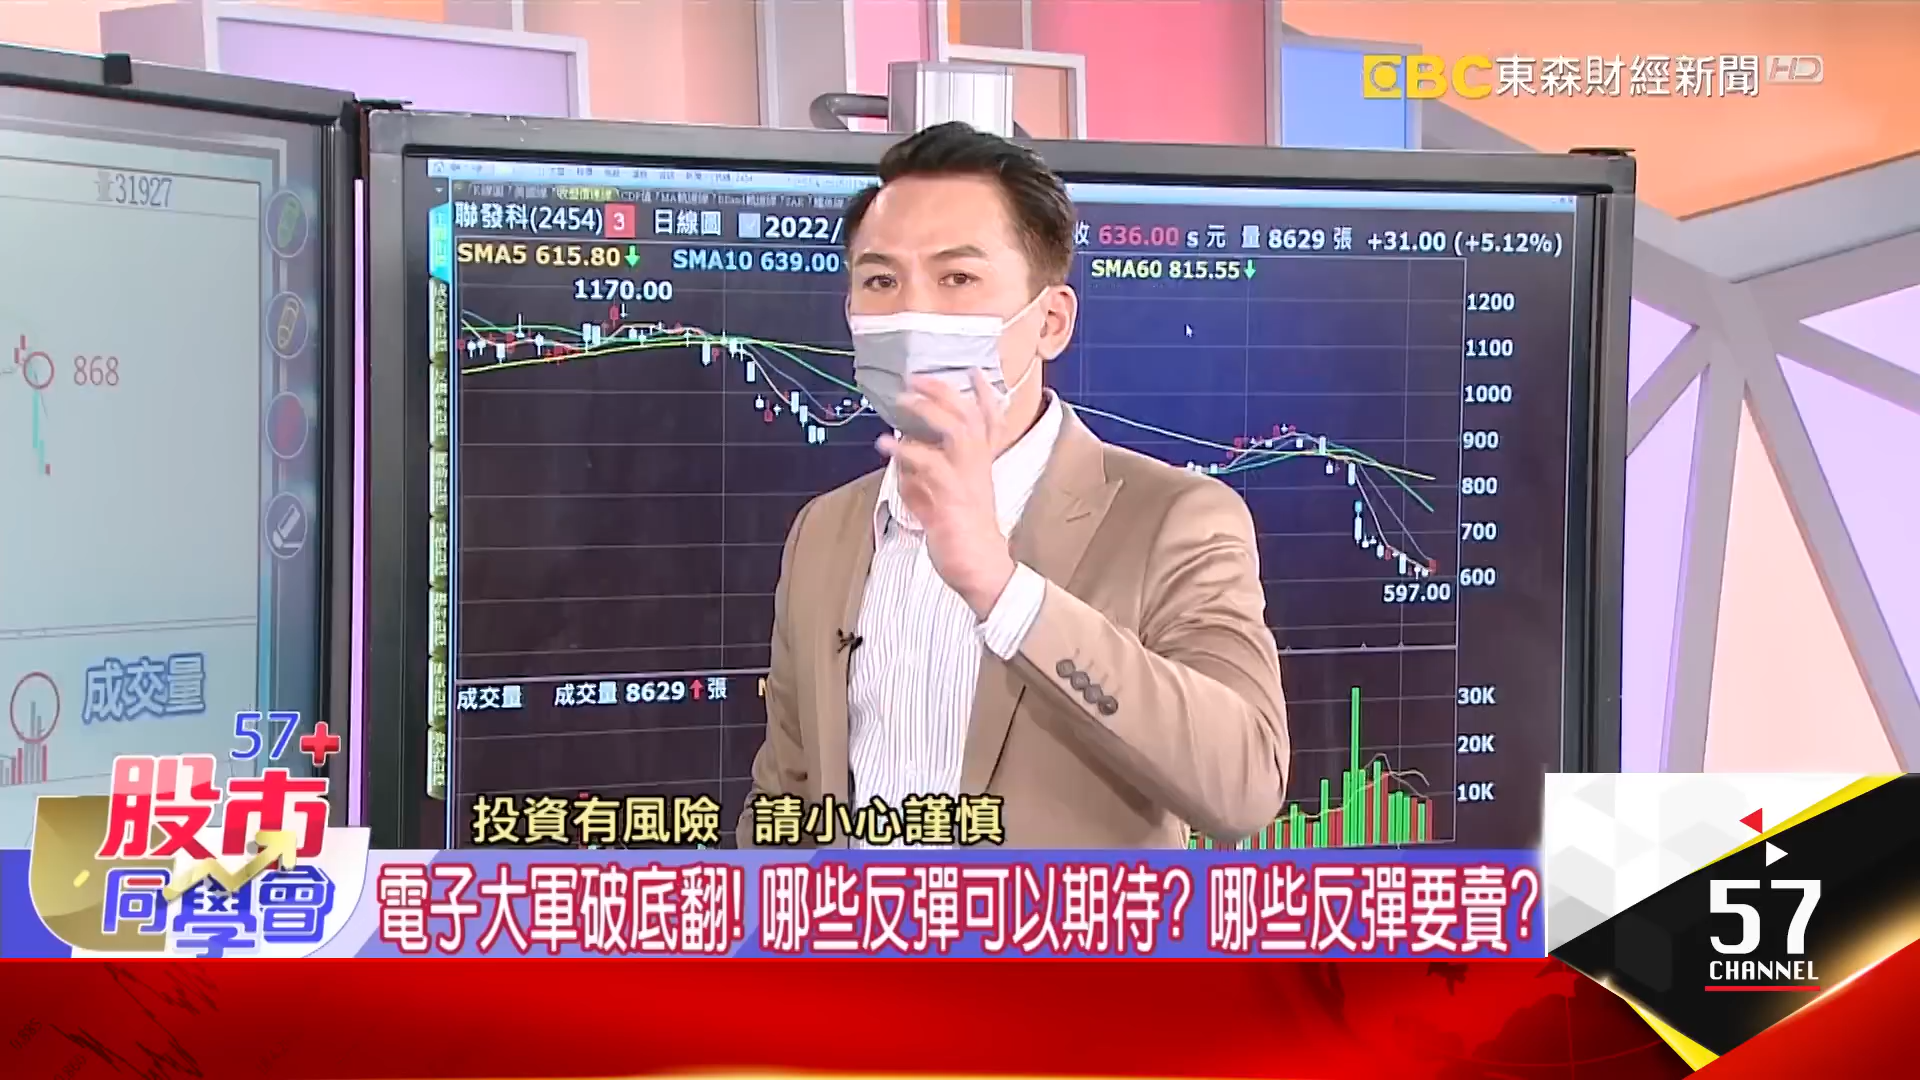 EBC 東森財經新聞 HD
量31927
868
成交量
聯發科(2454) 3 日線圖 2022/
收 636.00 s 元 量 8629 張 +31.00 (+5.12%)
SMA5 615.80↓ SMA10 639.00
SMA60 815.55↓
1170.00
1200
1100
1000
900
800
700
600
597.00
成交量 成交量 8629↑張
30K
20K
10K
投資有風險 請小心謹慎
57+
股市
同學會
電子大軍破底翻! 哪些反彈可以期待? 哪些反彈要賣?
57
CHANNEL